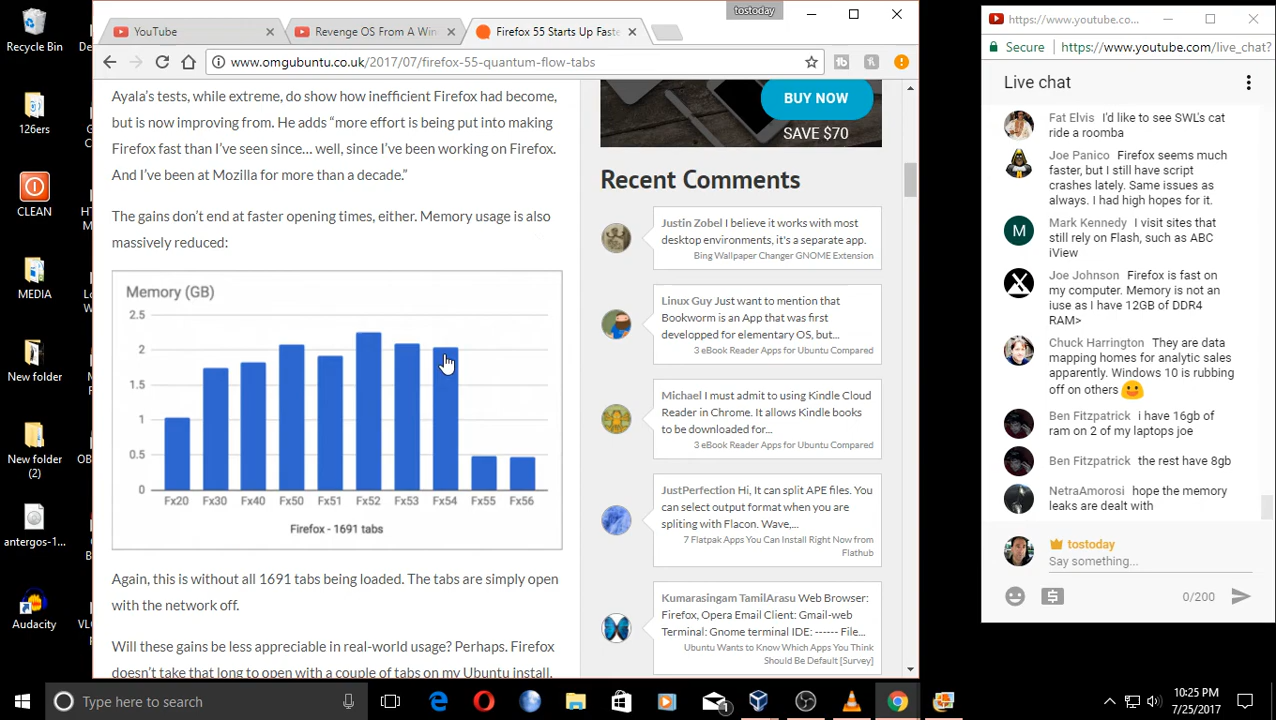 Recycle Bin
126ers
CLEAN
MEDIA
New folder
New folder
(2)
antergos-1...
Audacity
tostoday
YouTube
RevengeOS From A Win
Firefox 55 Starts Up Faste
www.omgubuntu.co.uk/2017/07/firefox-55-quantum-flow-tabs
Ayala's tests, while extreme, do show how inefficient Firefox had become,
but is now improving from. He adds “more effort is being put into making
Firefox fast than I've seen since... well, since I've been working on Firefox.
And I've been at Mozilla for more than a decade.”
The gains don't end at faster opening times, either. Memory usage is also
massively reduced:
Memory (GB)
2.5
2
1.5
1
0.5
0
Fx20 Fx30 Fx40 Fx50 Fx51 Fx52 Fx53 Fx54 Fx55 Fx56
Firefox - 1691 tabs
Again, this is without all 1691 tabs being loaded. The tabs are simply open
with the network off.
Will these gains be less appreciable in real-world usage? Perhaps. Firefox
doesn't take that long to open with a couple of tabs on my Ubuntu install,
BUY NOW
SAVE $70
Recent Comments
Justin Zobel I believe it works with most
desktop environments, it's a separate app.
Bing Wallpaper Changer GNOME Extension
Linux Guy Just want to mention that
Bookworm is an App that was first
developped for elementary OS, but...
3 eBook Reader Apps for Ubuntu Compared
Michael I must admit to using Kindle Cloud
Reader in Chrome. It allows Kindle books
to be downloaded for...
3 eBook Reader Apps for Ubuntu Compared
JustPerfection Hi, It can split APE files. You
can select output format when you are
spliting with Flacon. Wave,...
7 Flatpak Apps You Can Install Right Now from
Flathub
Kumarasingam TamilArasu Web Browser:
Firefox, Opera Email Client: Gmail-web
Terminal: Gnome terminal IDE: ------ File...
Ubuntu Wants to Know Which Apps You Think
Should Be Default [Survey]
https://www.youtube.co...
Secure https://www.youtube.com/live_chat?
Live chat
Fat Elvis I'd like to see SWL's cat
ride a roomba
Joe Panico Firefox seems much
faster, but I still have script
crashes lately. Same issues as
always. I had high hopes for it.
M
Mark Kennedy I visit sites that
still rely on Flash, such as ABC
iView
Joe Johnson Firefox is fast on
my computer. Memory is not an
iuse as I have 12GB of DDR4
RAM>
Chuck Harrington They are data
mapping homes for analytic sales
apparently. Windows 10 is rubbing
off on others
Ben Fitzpatrick i have 16gb of
ram on 2 of my laptops joe
Ben Fitzpatrick the rest have 8gb
NetraAmorosi hope the memory
leaks are dealt with
tostoday
Say something...
0/200
Type here to search
1
10:25 PM
7/25/2017